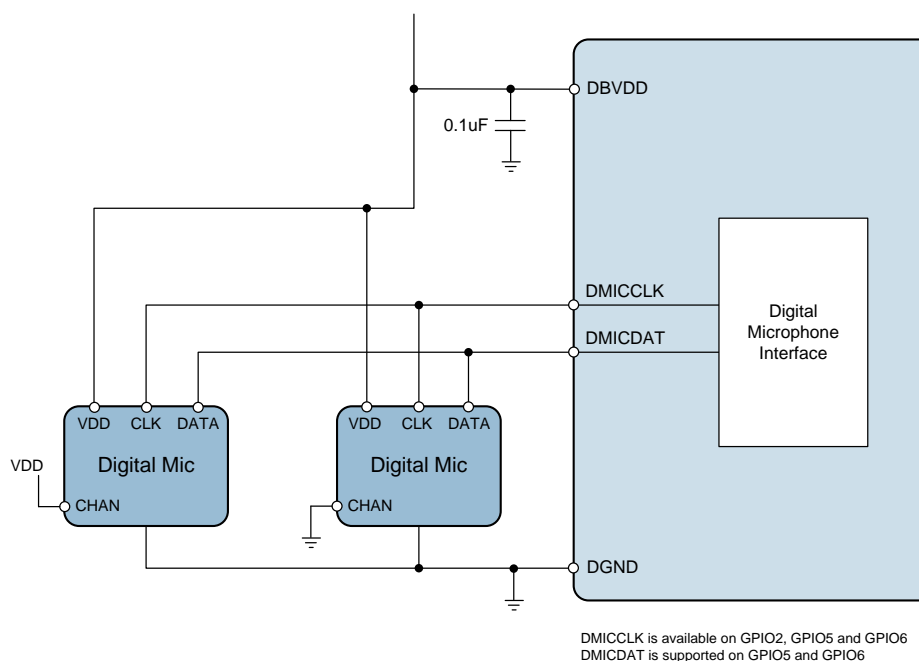 DBVDD
0.1uF
DMICCLK
DMICDAT
Digital
Microphone
Interface
VDD CLK DATA
Digital Mic
VDD
CHAN
VDD CLK DATA
Digital Mic
CHAN
DGND
DMICCLK is available on GPIO2, GPIO5 and GPIO6
DMICDAT is supported on GPIO5 and GPIO6